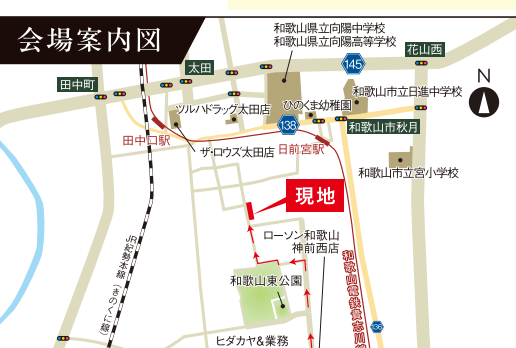 会場案内図
和歌山県立向陽中学校
和歌山県立向陽高等学校
花山西
145
太田
田中町
N
和歌山市立日進中学校
ツルハドラッグ太田店
ひのくま幼稚園
138
和歌山市秋月
田中口駅
日前宮駅
ザ・ロウズ太田店
和歌山市立宮小学校
現地
ローソン和歌山
神前西店
JR紀勢本線（きのくに線）
和歌山電鉄貴志川
和歌山東公園
136
ヒダカヤ&業務